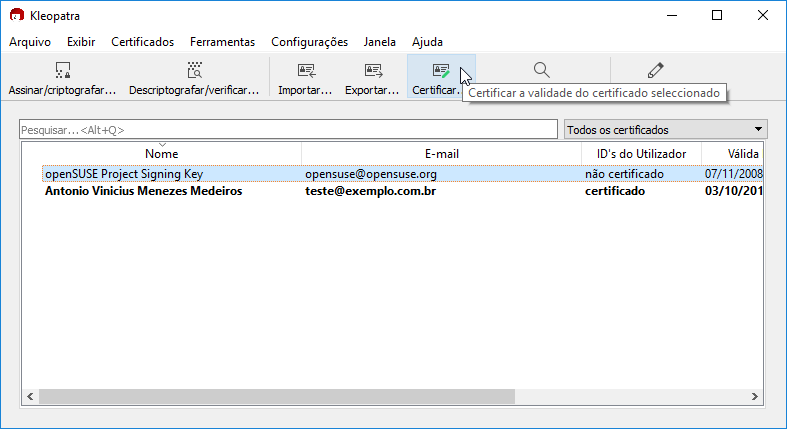 Kleopatra
Arquivo Exibir Certificados Ferramentas Configurações Janela Ajuda
Assinar/criptografar... Descriptografar/verificar... Importar... Exportar... Certificar...
Certificar a validade do certificado seleccionado
Pesquisar...<Alt+Q> Todos os certificados
Nome E-mail ID's do Utilizador Válida
openSUSE Project Signing Key opensuse@opensuse.org não certificado 07/11/2008
Antonio Vinicius Menezes Medeiros teste@exemplo.com.br certificado 03/10/201